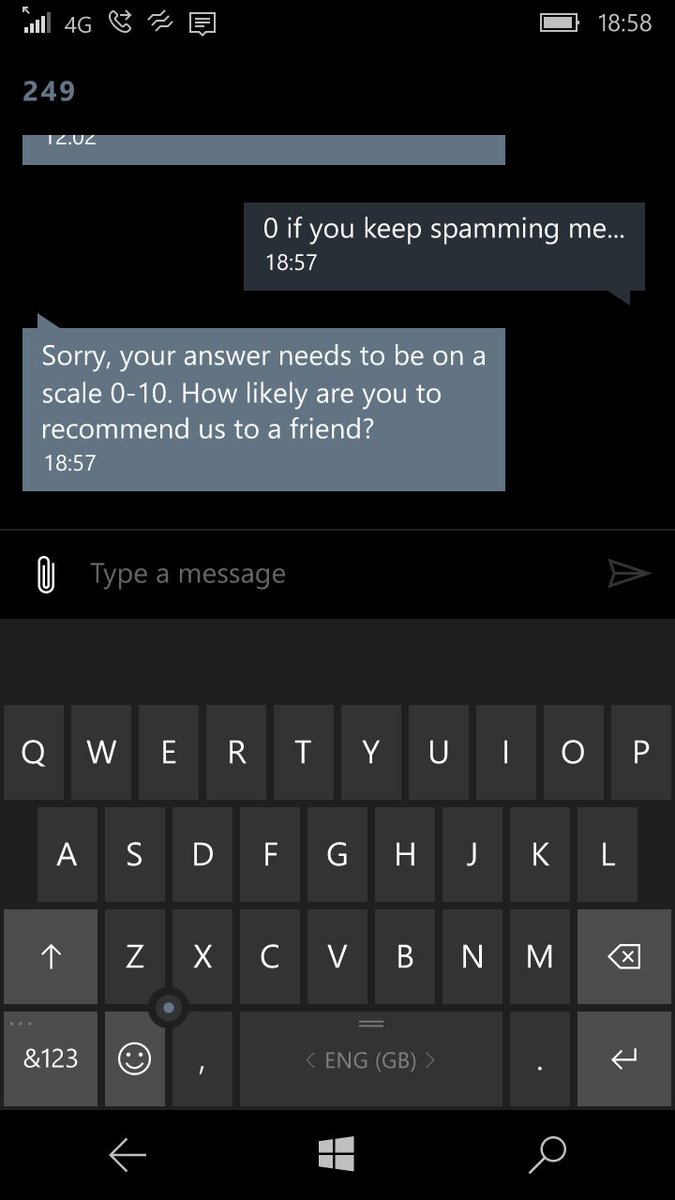 4G 18:58
249
12.02
0 if you keep spamming me...
18:57
Sorry, your answer needs to be on a
scale 0-10. How likely are you to
recommend us to a friend?
18:57
Type a message
Q W E R T Y U I O P
A S D F G H J K L
Z X C V B N M
&123 , < ENG (GB) > .